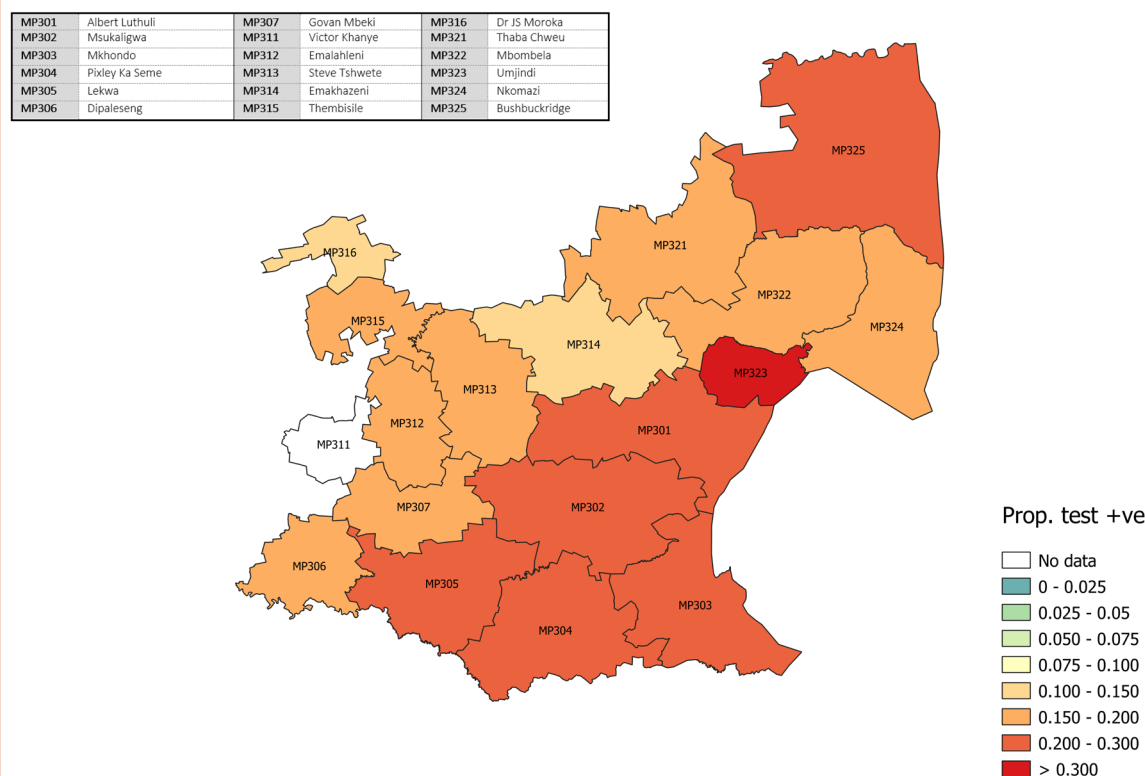 MP301 Albert Luthuli MP307 Govan Mbeki MP316 Dr JS Moroka
MP302 Msukaligwa MP311 Victor Khanye MP321 Thaba Chweu
MP303 Mkhondo MP312 Emalahleni MP322 Mbombela
MP304 Pixley Ka Seme MP313 Steve Tshwete MP323 Umjindi
MP305 Lekwa MP314 Emakhazeni MP324 Nkomazi
MP306 Dipaleseng MP315 Thembisile MP325 Bushbuckridge
MP325
MP321
MP316
MP322
MP315
MP324
MP314
MP323
MP313
MP312
MP301
MP311
MP307
MP302
MP306
MP305
MP303
MP304
Prop. test +ve
No data
0 - 0.025
0.025 - 0.05
0.050 - 0.075
0.075 - 0.100
0.100 - 0.150
0.150 - 0.200
0.200 - 0.300
> 0.300